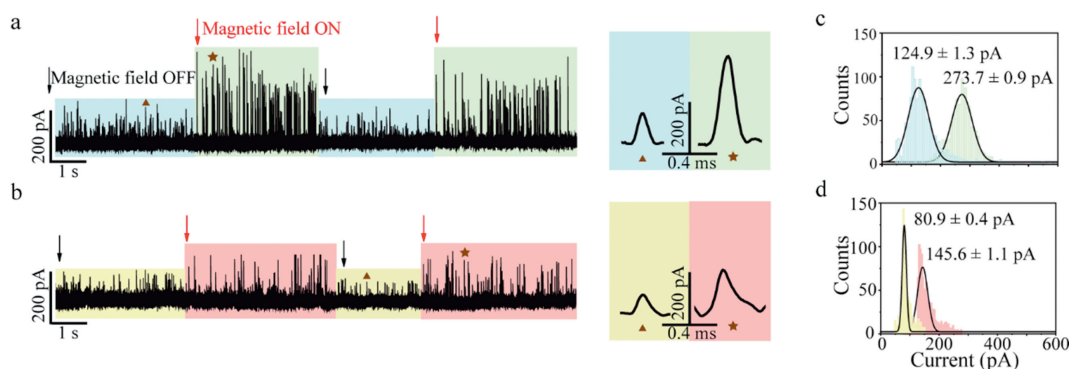 a
Magnetic field ON
Magnetic field OFF
200 pA
1 s
200 pA
0.4 ms
b
200 pA
1 s
200 pA
0.4 ms
c
150
124.9 ± 1.3 pA
273.7 ± 0.9 pA
100
Counts
50
0
d
150
80.9 ± 0.4 pA
100
145.6 ± 1.1 pA
Counts
50
0
0 200 400 600
Current (pA)